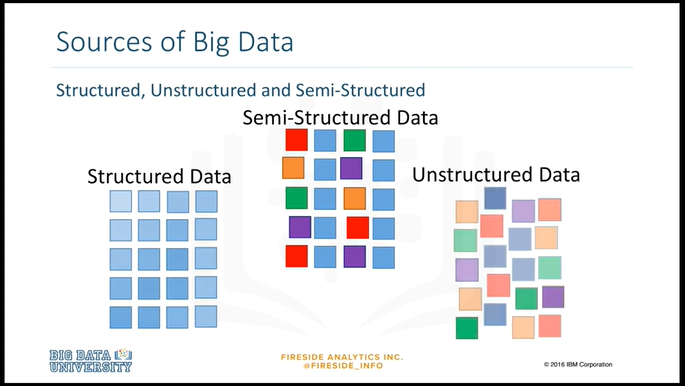 Sources of Big Data
Structured, Unstructured and Semi-Structured
Semi-Structured Data
Structured Data
Unstructured Data
BIG DATA
UNIVERSITY
FIRESIDE ANALYTICS INC.
@FIRESIDE_INFO
© 2016 IBM Corporation